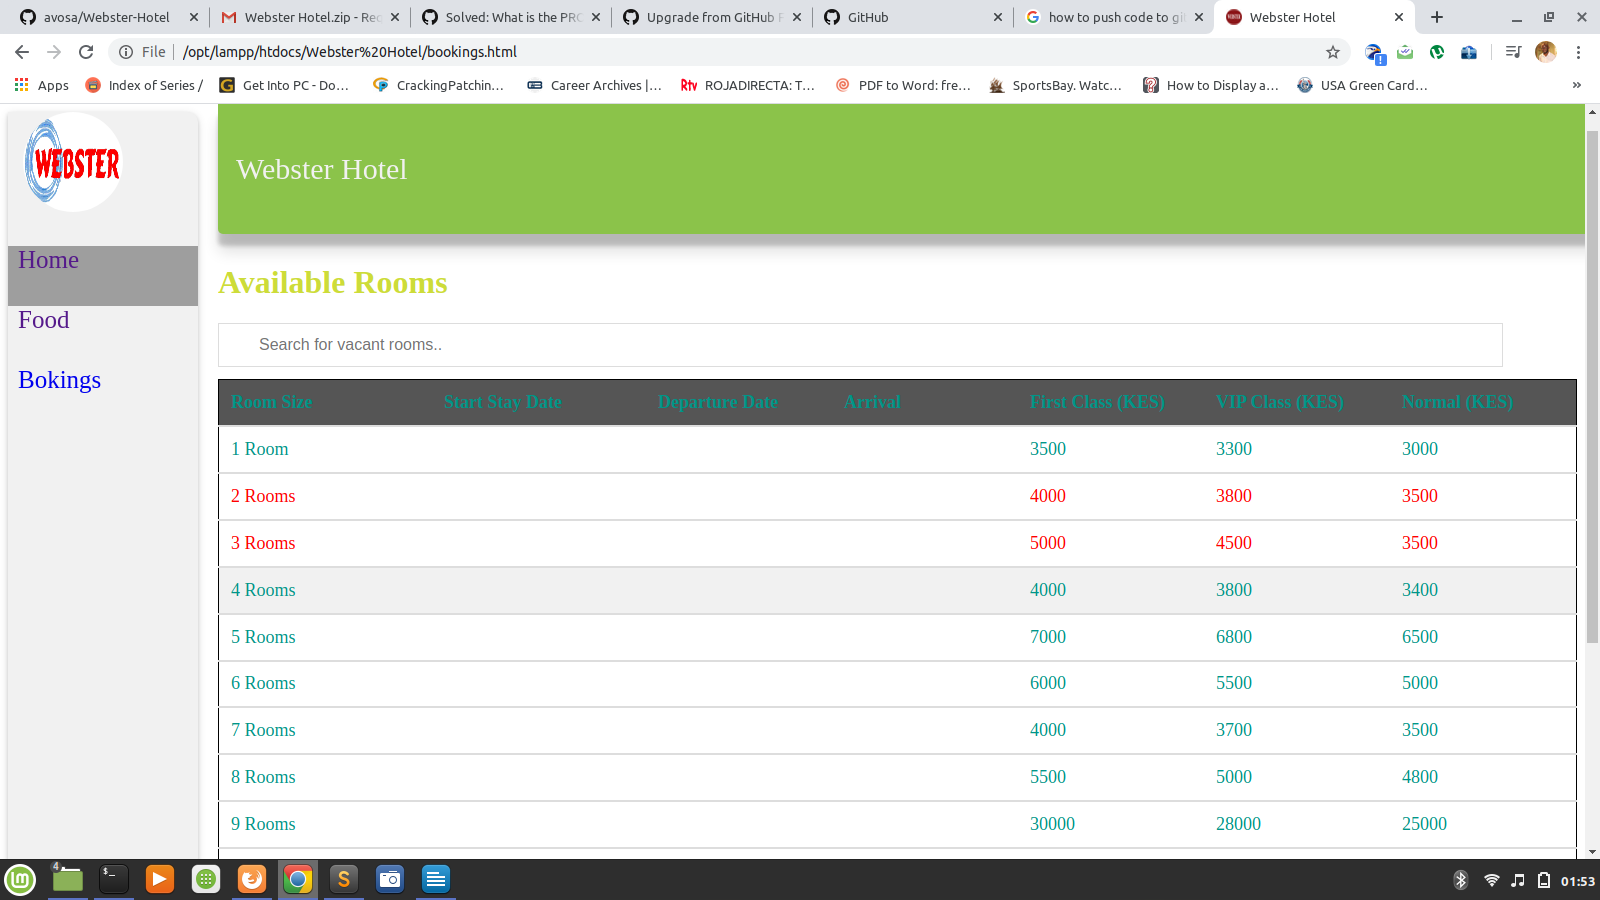 avosa/Webster-Hotel
Webster Hotel.zip - Rec
Solved: What is the PRO
Upgrade from GitHub F
GitHub
how to push code to git
Webster Hotel
File
/opt/lampp/htdocs/Webster%20Hotel/bookings.html
Apps
Index of Series /
Get Into PC - Do…
CrackingPatchin…
Career Archives |…
Rtv ROJADIRECTA: T…
PDF to Word: fre…
SportsBay. Watc…
How to Display a…
USA Green Card…
»
WEBSTER
Webster Hotel
Home
Food
Bokings
Available Rooms
Search for vacant rooms..
Room Size Start Stay Date Departure Date Arrival First Class (KES) VIP Class (KES) Normal (KES)
1 Room 3500 3300 3000
2 Rooms 4000 3800 3500
3 Rooms 5000 4500 3500
4 Rooms 4000 3800 3400
5 Rooms 7000 6800 6500
6 Rooms 6000 5500 5000
7 Rooms 4000 3700 3500
8 Rooms 5500 5000 4800
9 Rooms 30000 28000 25000
4
$_
S
01:53